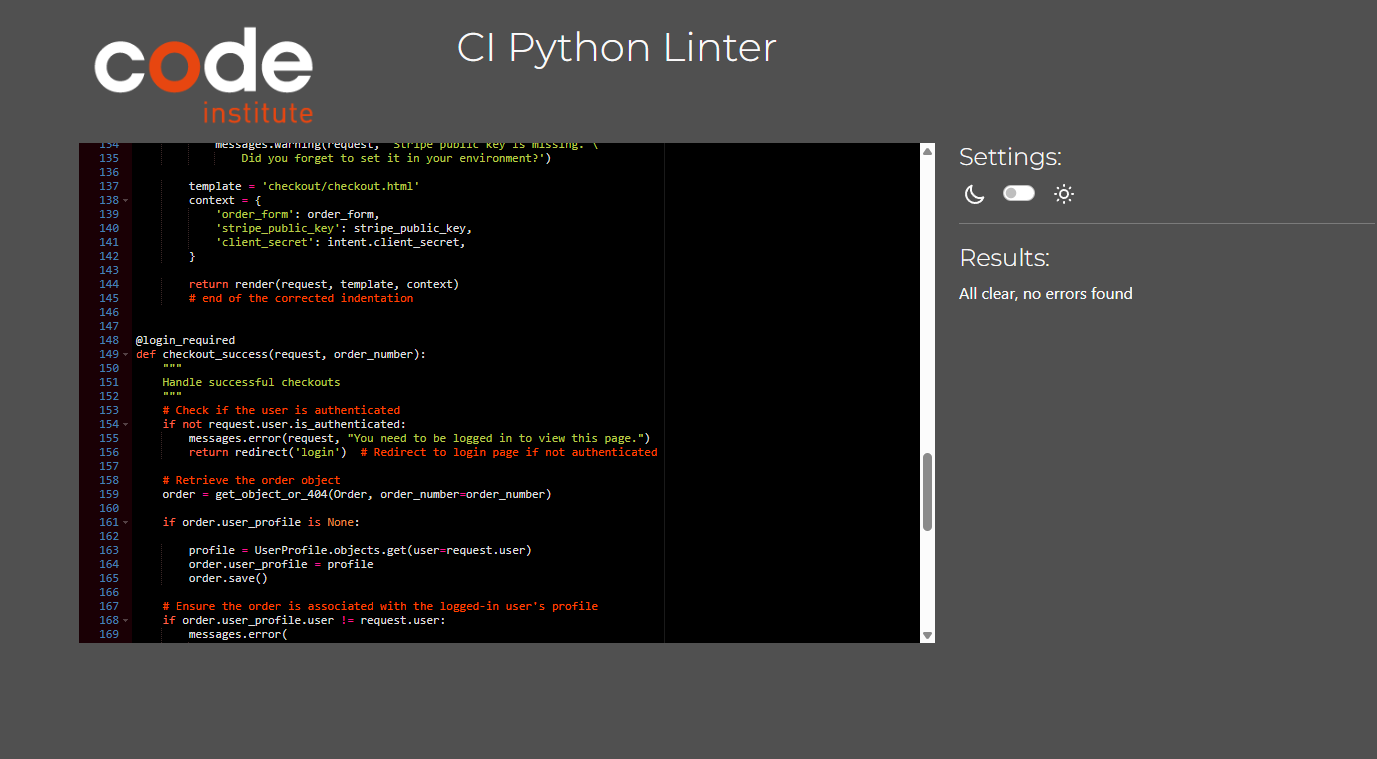 code
institute
CI Python Linter
134 messages.warning(request, 'Stripe public key is missing. \
135 Did you forget to set it in your environment?')
136
137 template = 'checkout/checkout.html'
138 context = {
139 'order_form': order_form,
140 'stripe_public_key': stripe_public_key,
141 'client_secret': intent.client_secret,
142 }
143
144 return render(request, template, context)
145 # end of the corrected indentation
146
147
148 @login_required
149 def checkout_success(request, order_number):
150 """
151 Handle successful checkouts
152 """
153 # Check if the user is authenticated
154 if not request.user.is_authenticated:
155 messages.error(request, "You need to be logged in to view this page.")
156 return redirect('login')  # Redirect to login page if not authenticated
157
158 # Retrieve the order object
159 order = get_object_or_404(Order, order_number=order_number)
160
161 if order.user_profile is None:
162
163 profile = UserProfile.objects.get(user=request.user)
164 order.user_profile = profile
165 order.save()
166
167 # Ensure the order is associated with the logged-in user's profile
168 if order.user_profile.user != request.user:
169 messages.error(
Settings:
Results:
All clear, no errors found